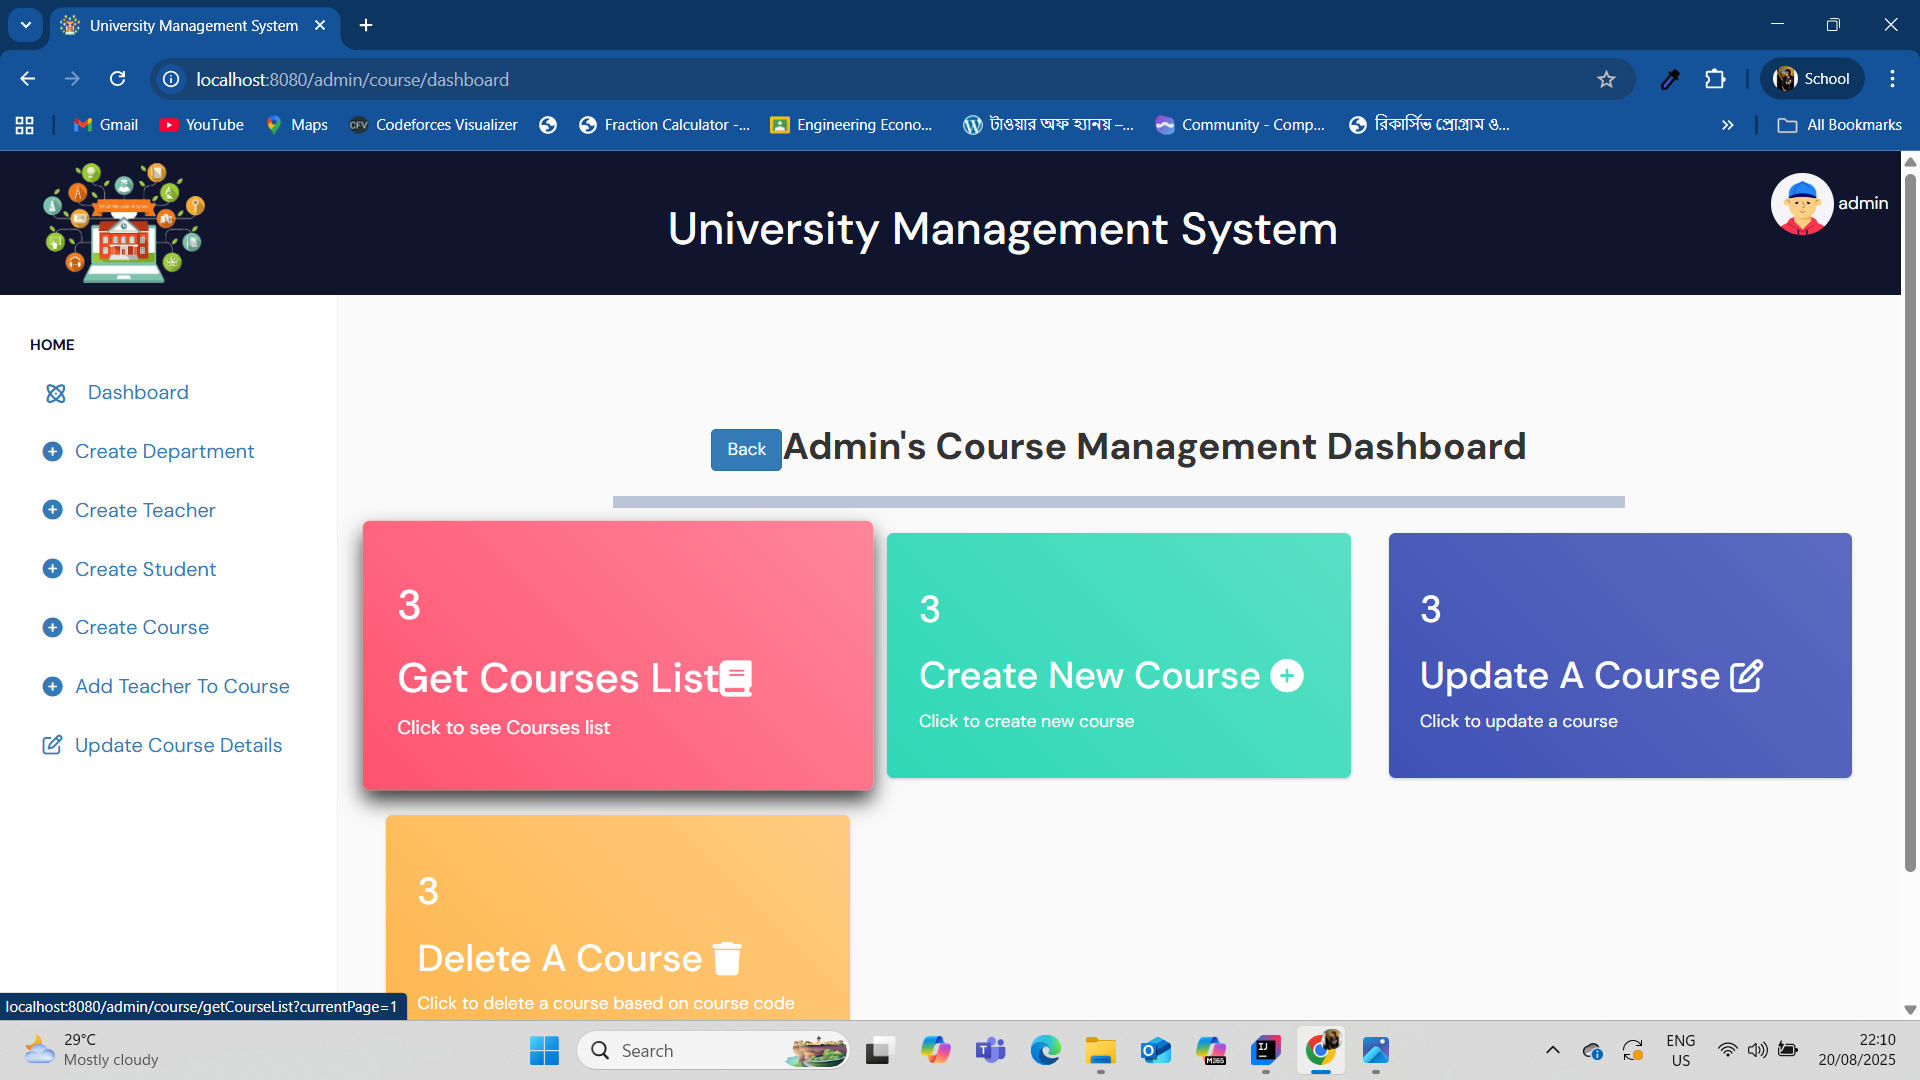 University Management System
localhost:8080/admin/course/dashboard
School
Gmail
YouTube
Maps
CFV
Codeforces Visualizer
Fraction Calculator -...
Engineering Econo...
টাওয়ার অফ হ্যানয় –...
Community - Comp...
রিকার্সিভ প্রোগ্রাম ও...
All Bookmarks
University Management System
admin
HOME
Dashboard
Create Department
Create Teacher
Create Student
Create Course
Add Teacher To Course
Update Course Details
Back
Admin's Course Management Dashboard
3
Get Courses List
Click to see Courses list
3
Create New Course
Click to create new course
3
Update A Course
Click to update a course
3
Delete A Course
Click to delete a course based on course code
localhost:8080/admin/course/getCourseList?currentPage=1
29°C
Mostly cloudy
Search
M365
ENG
US
22:10
20/08/2025